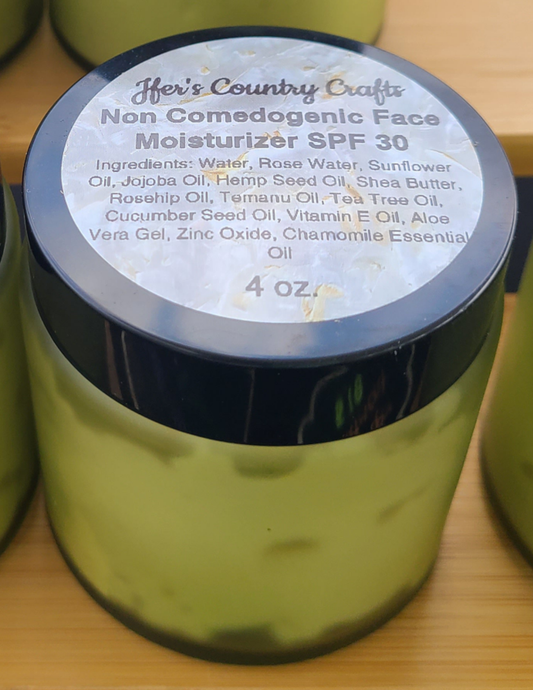 Jfer's Country Crafts
Non Comedogenic Face
Moisturizer SPF 30
Ingredients: Water, Rose Water, Sunflower
Oil, Jojoba Oil, Hemp Seed Oil, Shea Butter,
Rosehip Oil, Temanu Oil, Tea Tree Oil,
Cucumber Seed Oil, Vitamin E Oil, Aloe
Vera Gel, Zinc Oxide, Chamomile Essential
Oil
4 oz.